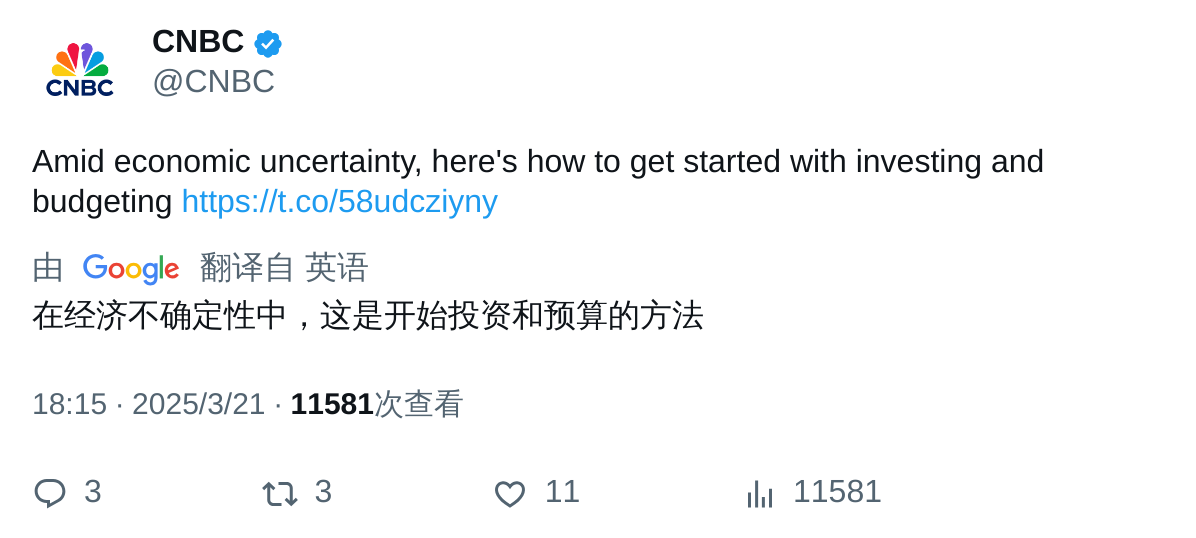 CNBC
CNBC
@CNBC
Amid economic uncertainty, here's how to get started with investing and
budgeting https://t.co/58udcziyny
由 Google 翻译自 英语
在经济不确定性中，这是开始投资和预算的方法
18:15 · 2025/3/21 · 11581次查看
3 3 11 11581